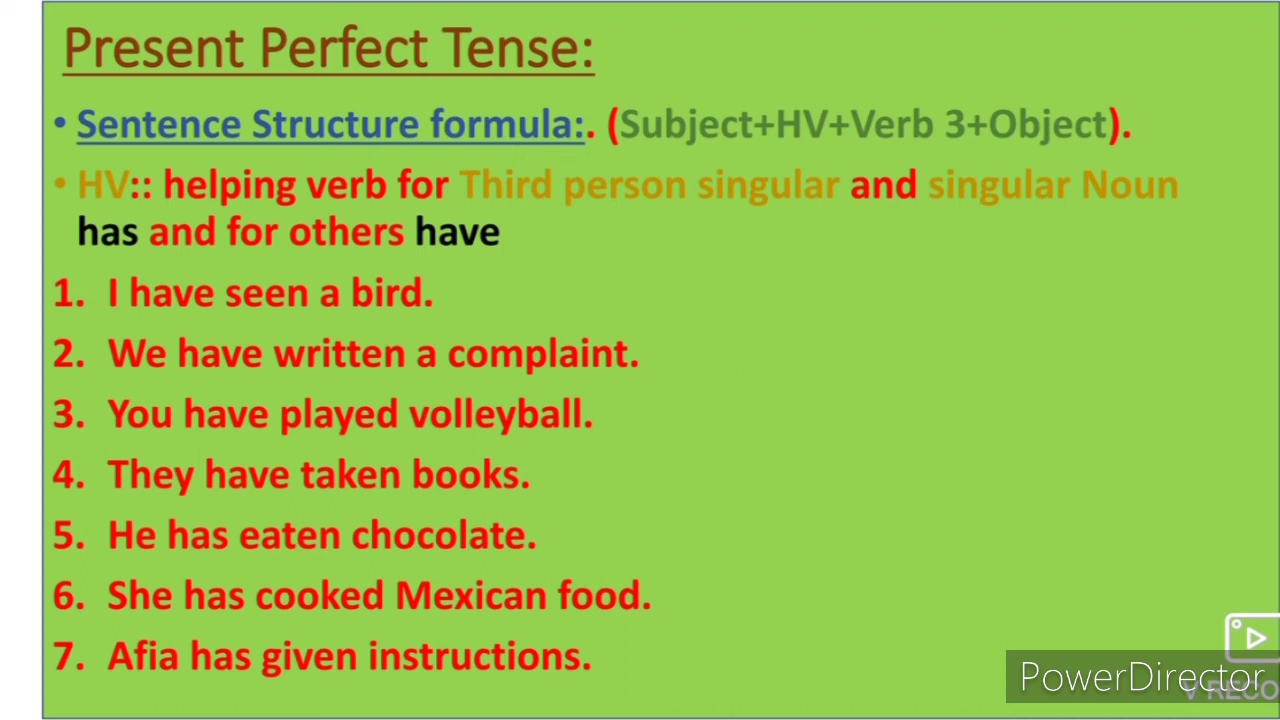 Present Perfect Tense:
• Sentence Structure formula:. (Subject+HV+Verb 3+Object).
• HV:: helping verb for Third person singular and singular Noun
has and for others have
1. I have seen a bird.
2. We have written a complaint.
3. You have played volleyball.
4. They have taken books.
5. He has eaten chocolate.
6. She has cooked Mexican food.
7. Afia has given instructions.
PowerDirector
V RECO